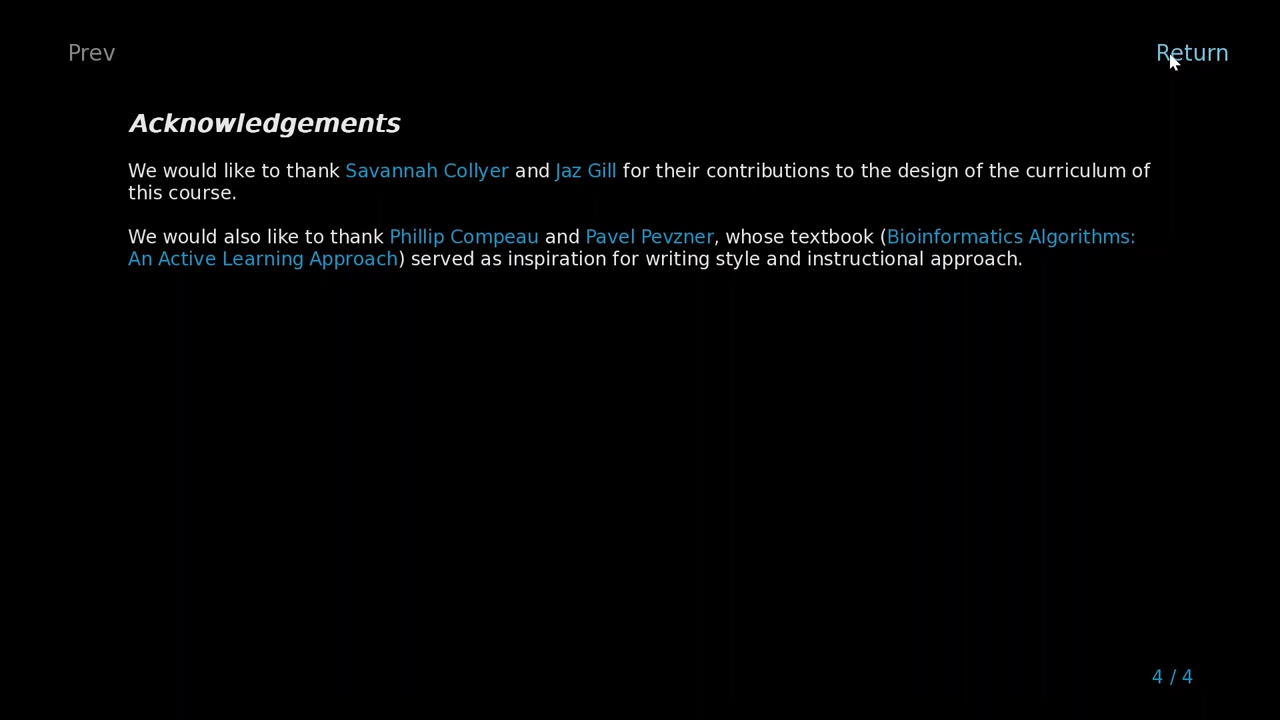 Prev
Return
Acknowledgements
We would like to thank Savannah Collyer and Jaz Gill for their contributions to the design of the curriculum of
this course.
We would also like to thank Phillip Compeau and Pavel Pevzner, whose textbook (Bioinformatics Algorithms:
An Active Learning Approach) served as inspiration for writing style and instructional approach.
4 / 4